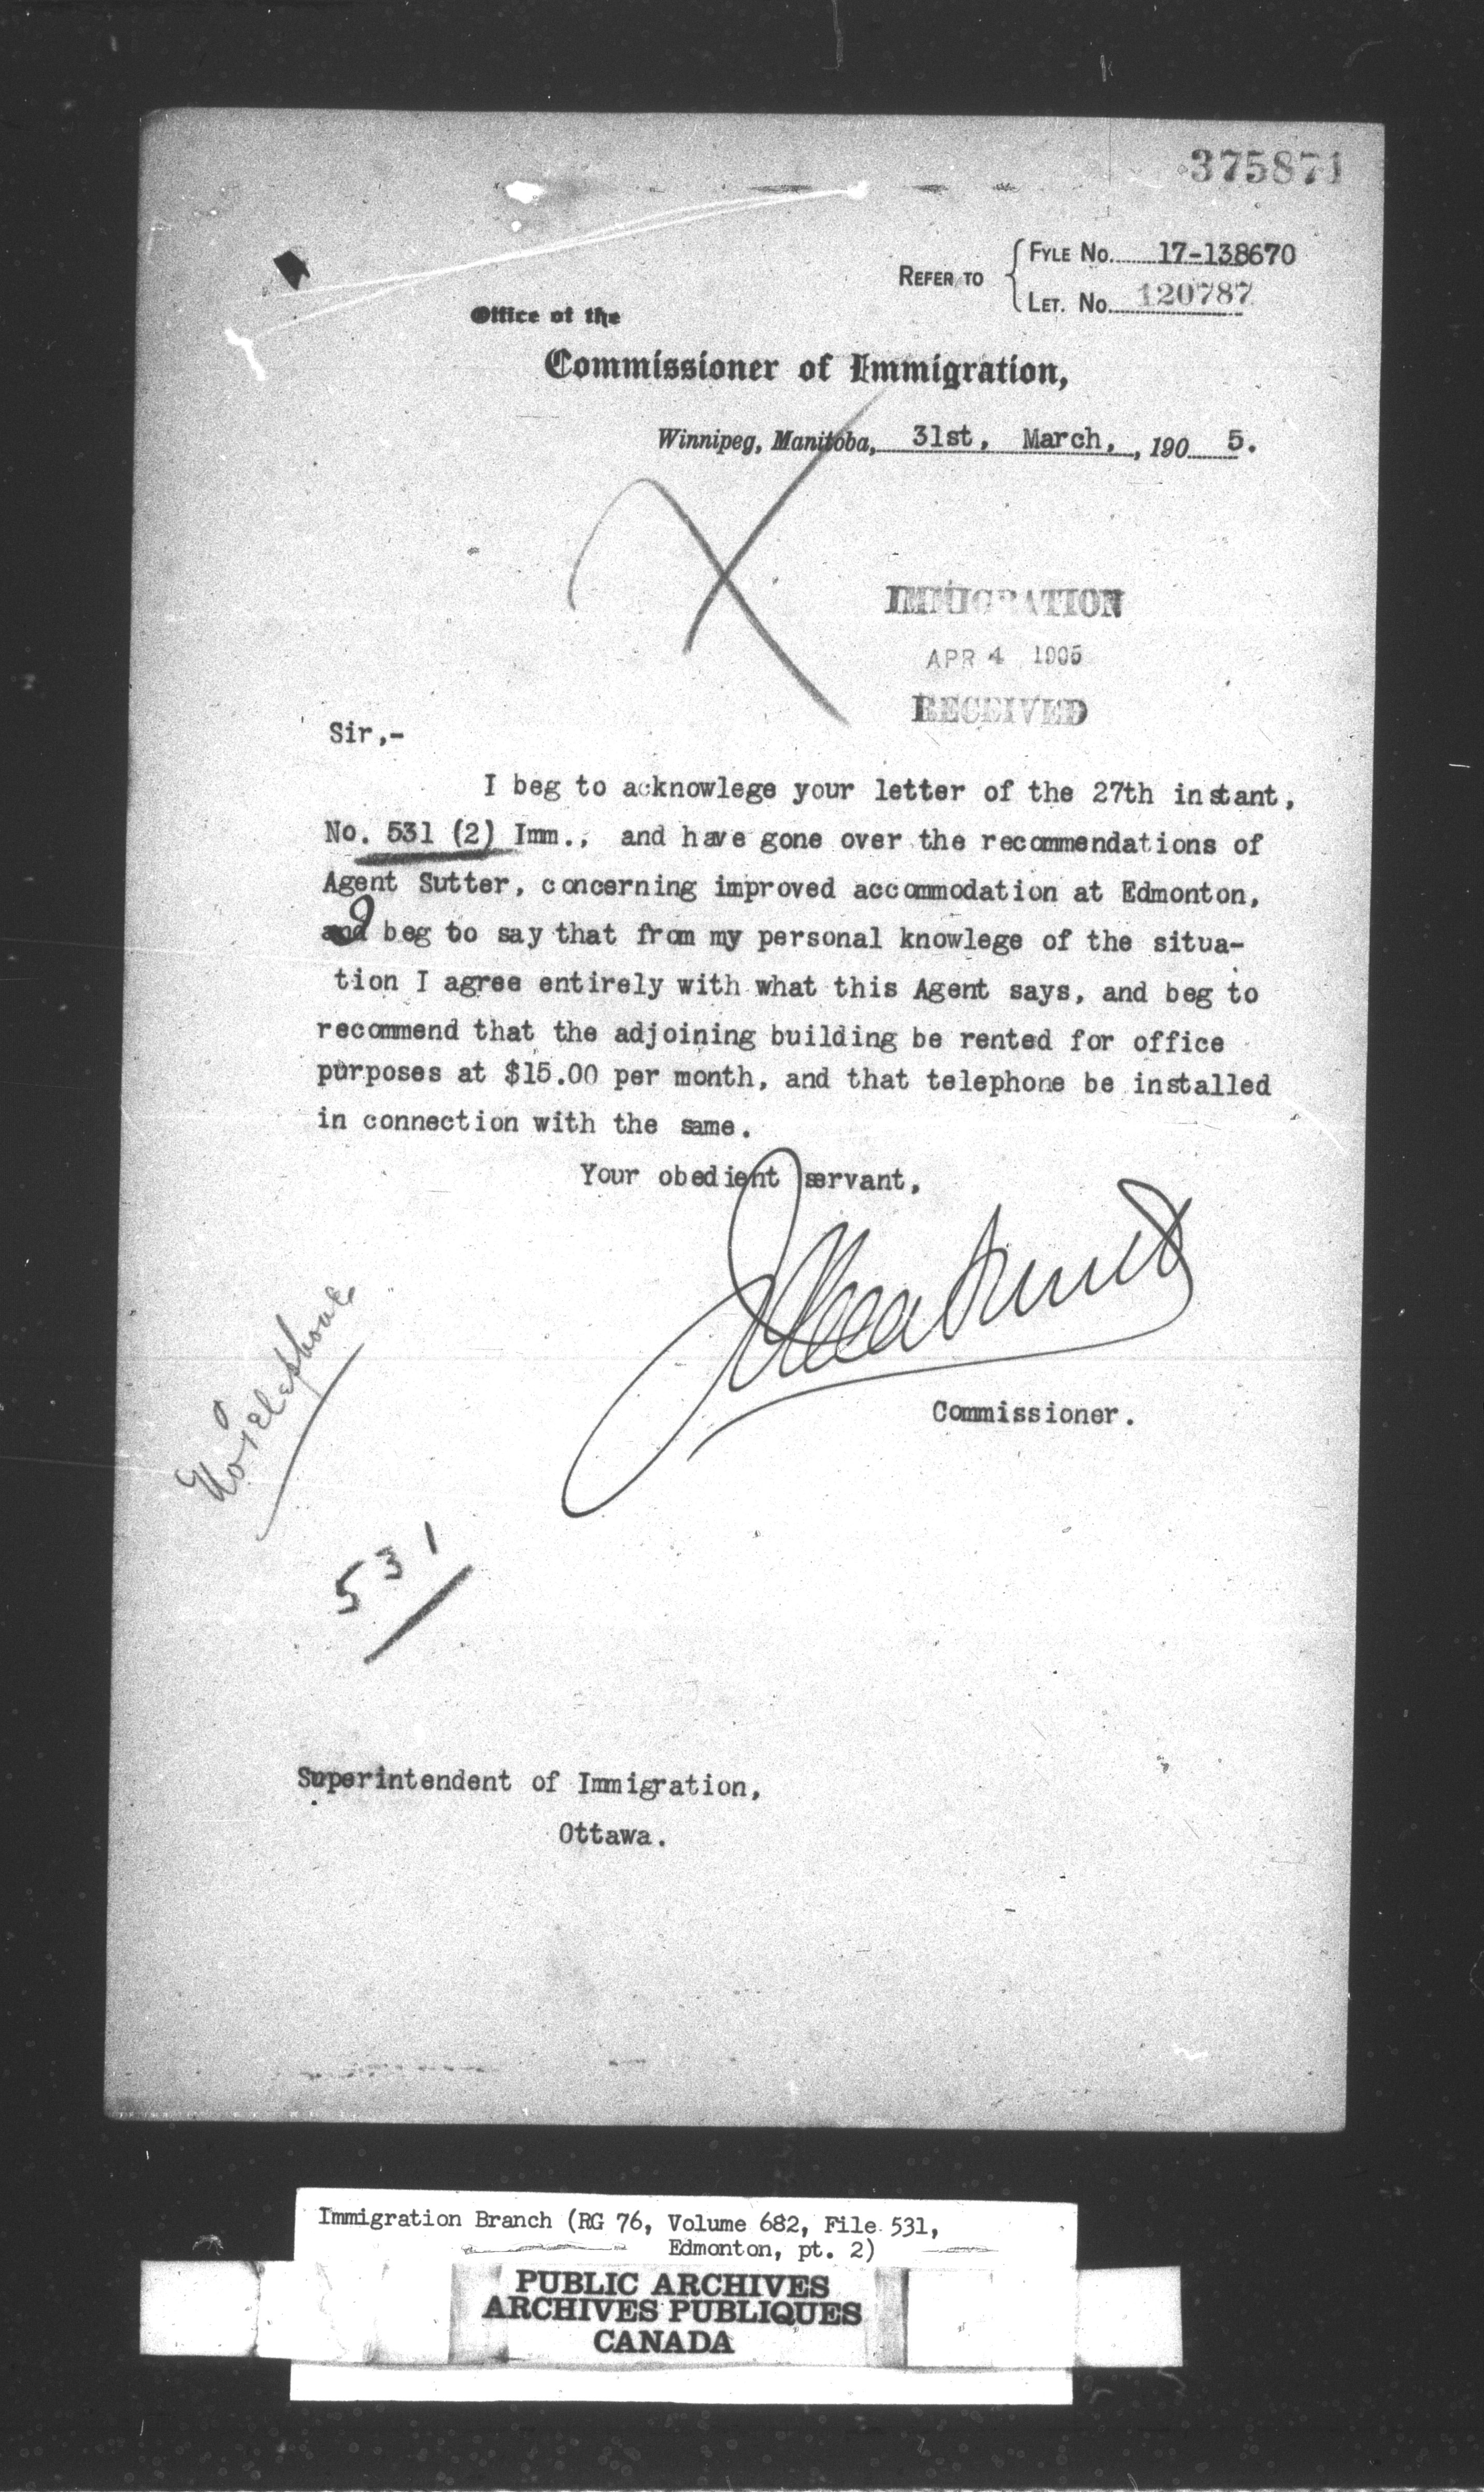 375871
REFER TO
FYLE No. 17-138670
LET. No. 120787
Office of the
Commissioner of Immigration,
Winnipeg, Manitoba, 31st, March, , 190 5.
IMMIGRATION
APR 4 1905
RECEIVED
Sir,-
I beg to acknowlege your letter of the 27th instant,
No. 531 (2) Imm., and have gone over the recommendations of
Agent Sutter, concerning improved accommodation at Edmonton,
and beg to say that from my personal knowlege of the situa-
tion I agree entirely with what this Agent says, and beg to
recommend that the adjoining building be rented for office
purposes at $15.00 per month, and that telephone be installed
in connection with the same.
Your obedient servant,
Commissioner.
No Telephone
531
Superintendent of Immigration,
Ottawa.
Immigration Branch (RG 76, Volume 682, File 531,
Edmonton, pt. 2)
PUBLIC ARCHIVES
ARCHIVES PUBLIQUES
CANADA